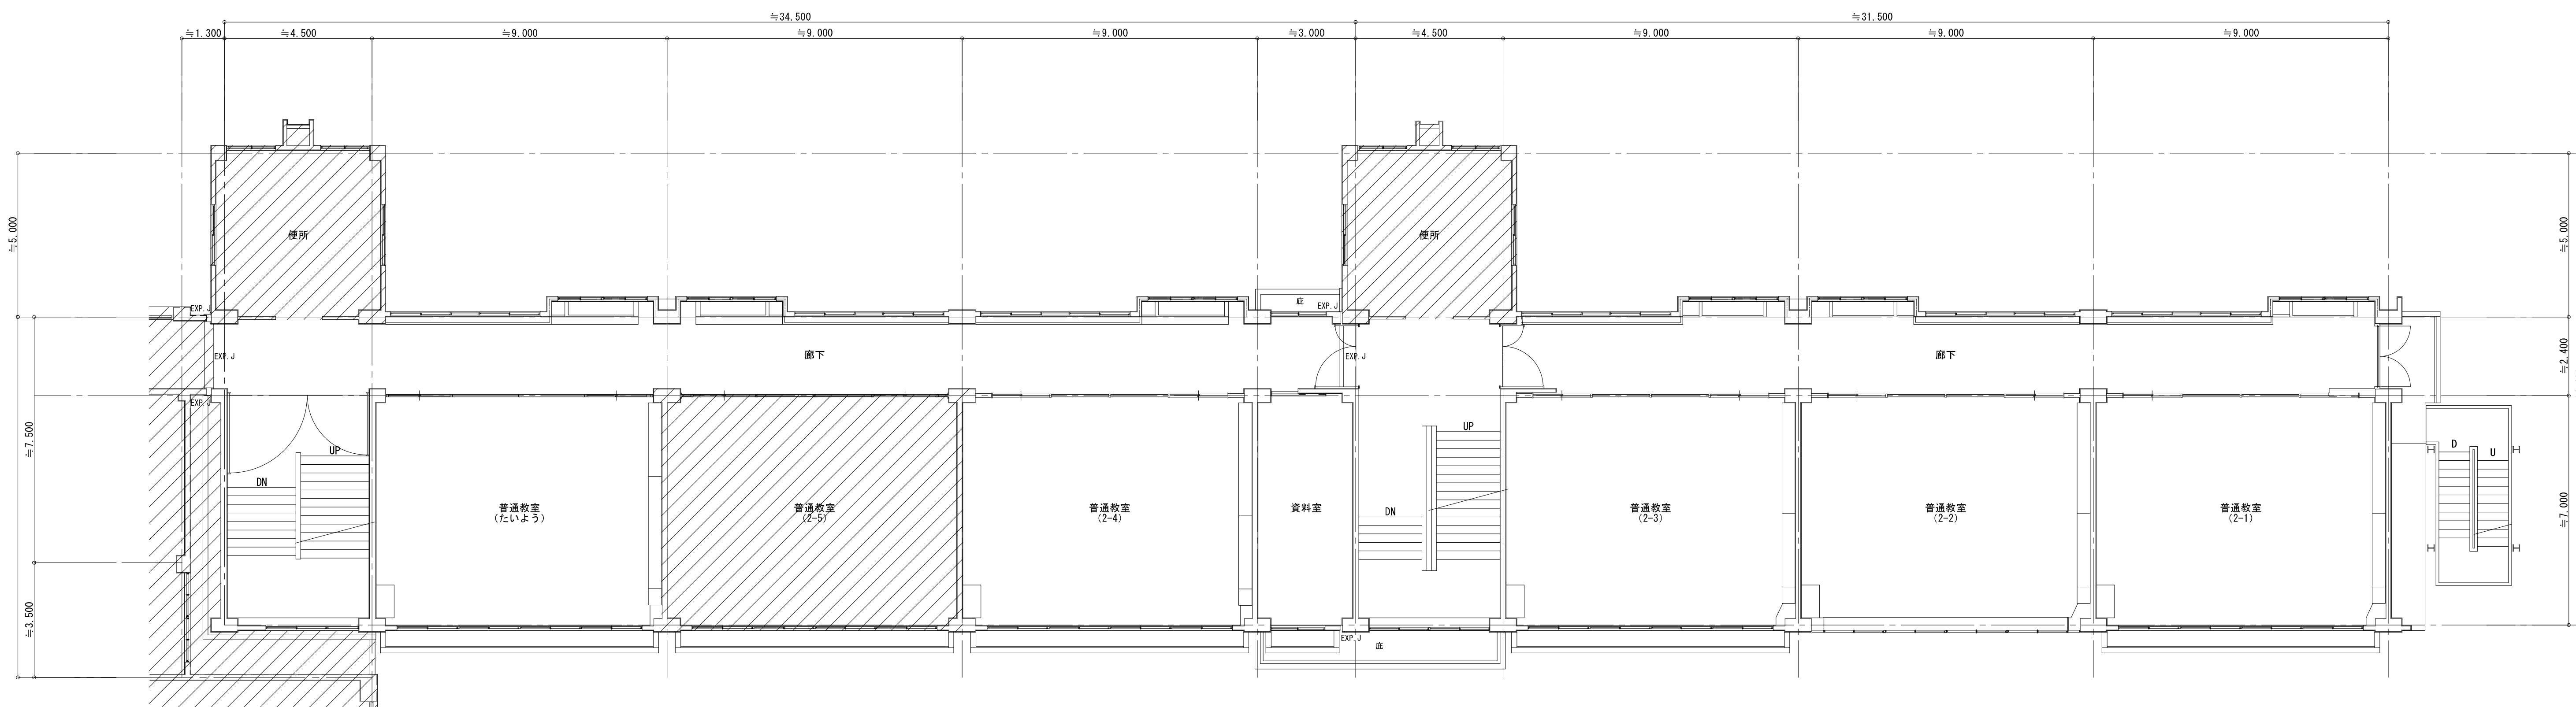 ≒34.500
≒31.500
≒1.300
≒4.500
≒9.000
≒9.000
≒9.000
≒3.000
≒4.500
≒9.000
≒9.000
≒9.000
≒5.000
便所
便所
≒5.000
EXP.J
庇
EXP.J
EXP.J
廊下
EXP.J
廊下
≒2.400
EXP.J
≒7.500
UP
DN
UP
DN
D
U
普通教室
(たいよう)
普通教室
(2-5)
普通教室
(2-4)
資料室
普通教室
(2-3)
普通教室
(2-2)
普通教室
(2-1)
≒7.000
≒3.500
EXP.J
庇